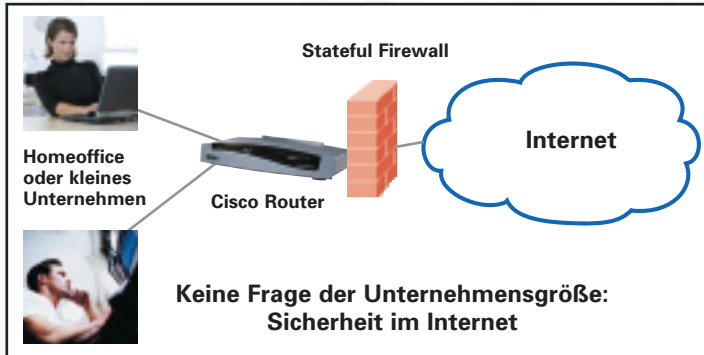 Stateful Firewall
Internet
Homeoffice
oder kleines
Unternehmen
Cisco Router
Keine Frage der Unternehmensgröße:
Sicherheit im Internet